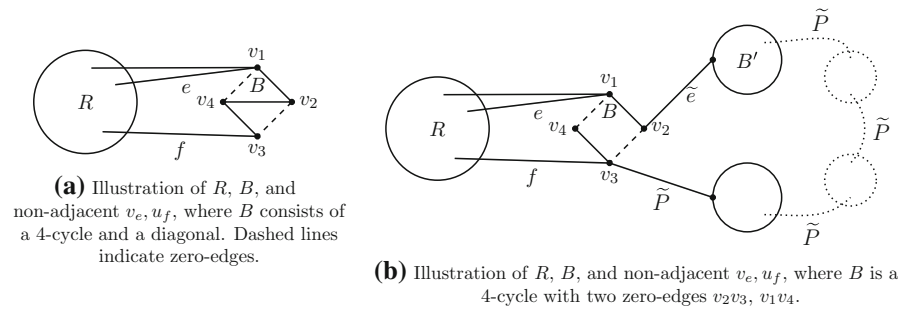 v₁
B
e
R
v₄
v₂
v₃
f
(a) Illustration of R, B, and
non-adjacent vₑ, u_f, where B consists of
a 4-cycle and a diagonal. Dashed lines
indicate zero-edges.
P̃
B′
v₁
ẽ
B
e
R
v₄
v₂
P̃
v₃
f
P̃
P̃
(b) Illustration of R, B, and non-adjacent vₑ, u_f, where B is a
4-cycle with two zero-edges v₂v₃, v₁v₄.